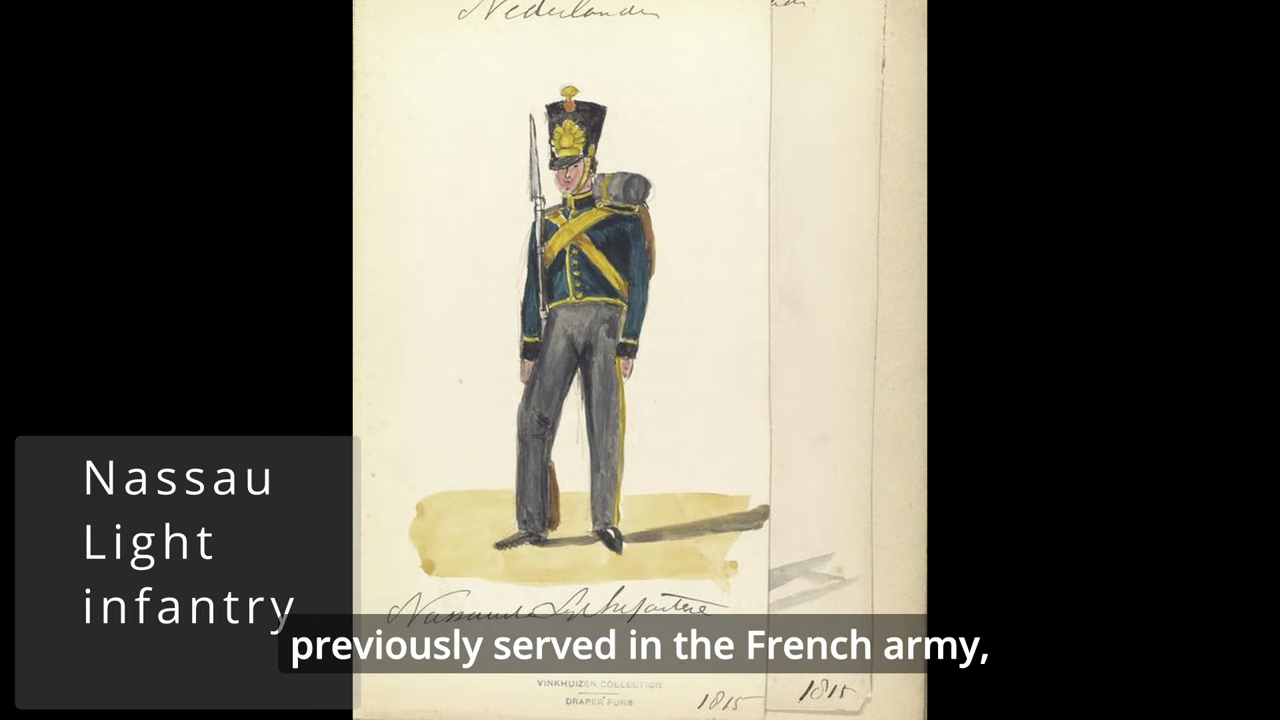 Nederlanden
Nassau
Light
infantry
previously served in the French army,
VINKHUIZEN COLLECTION
DRAPER FUND
1815
1815